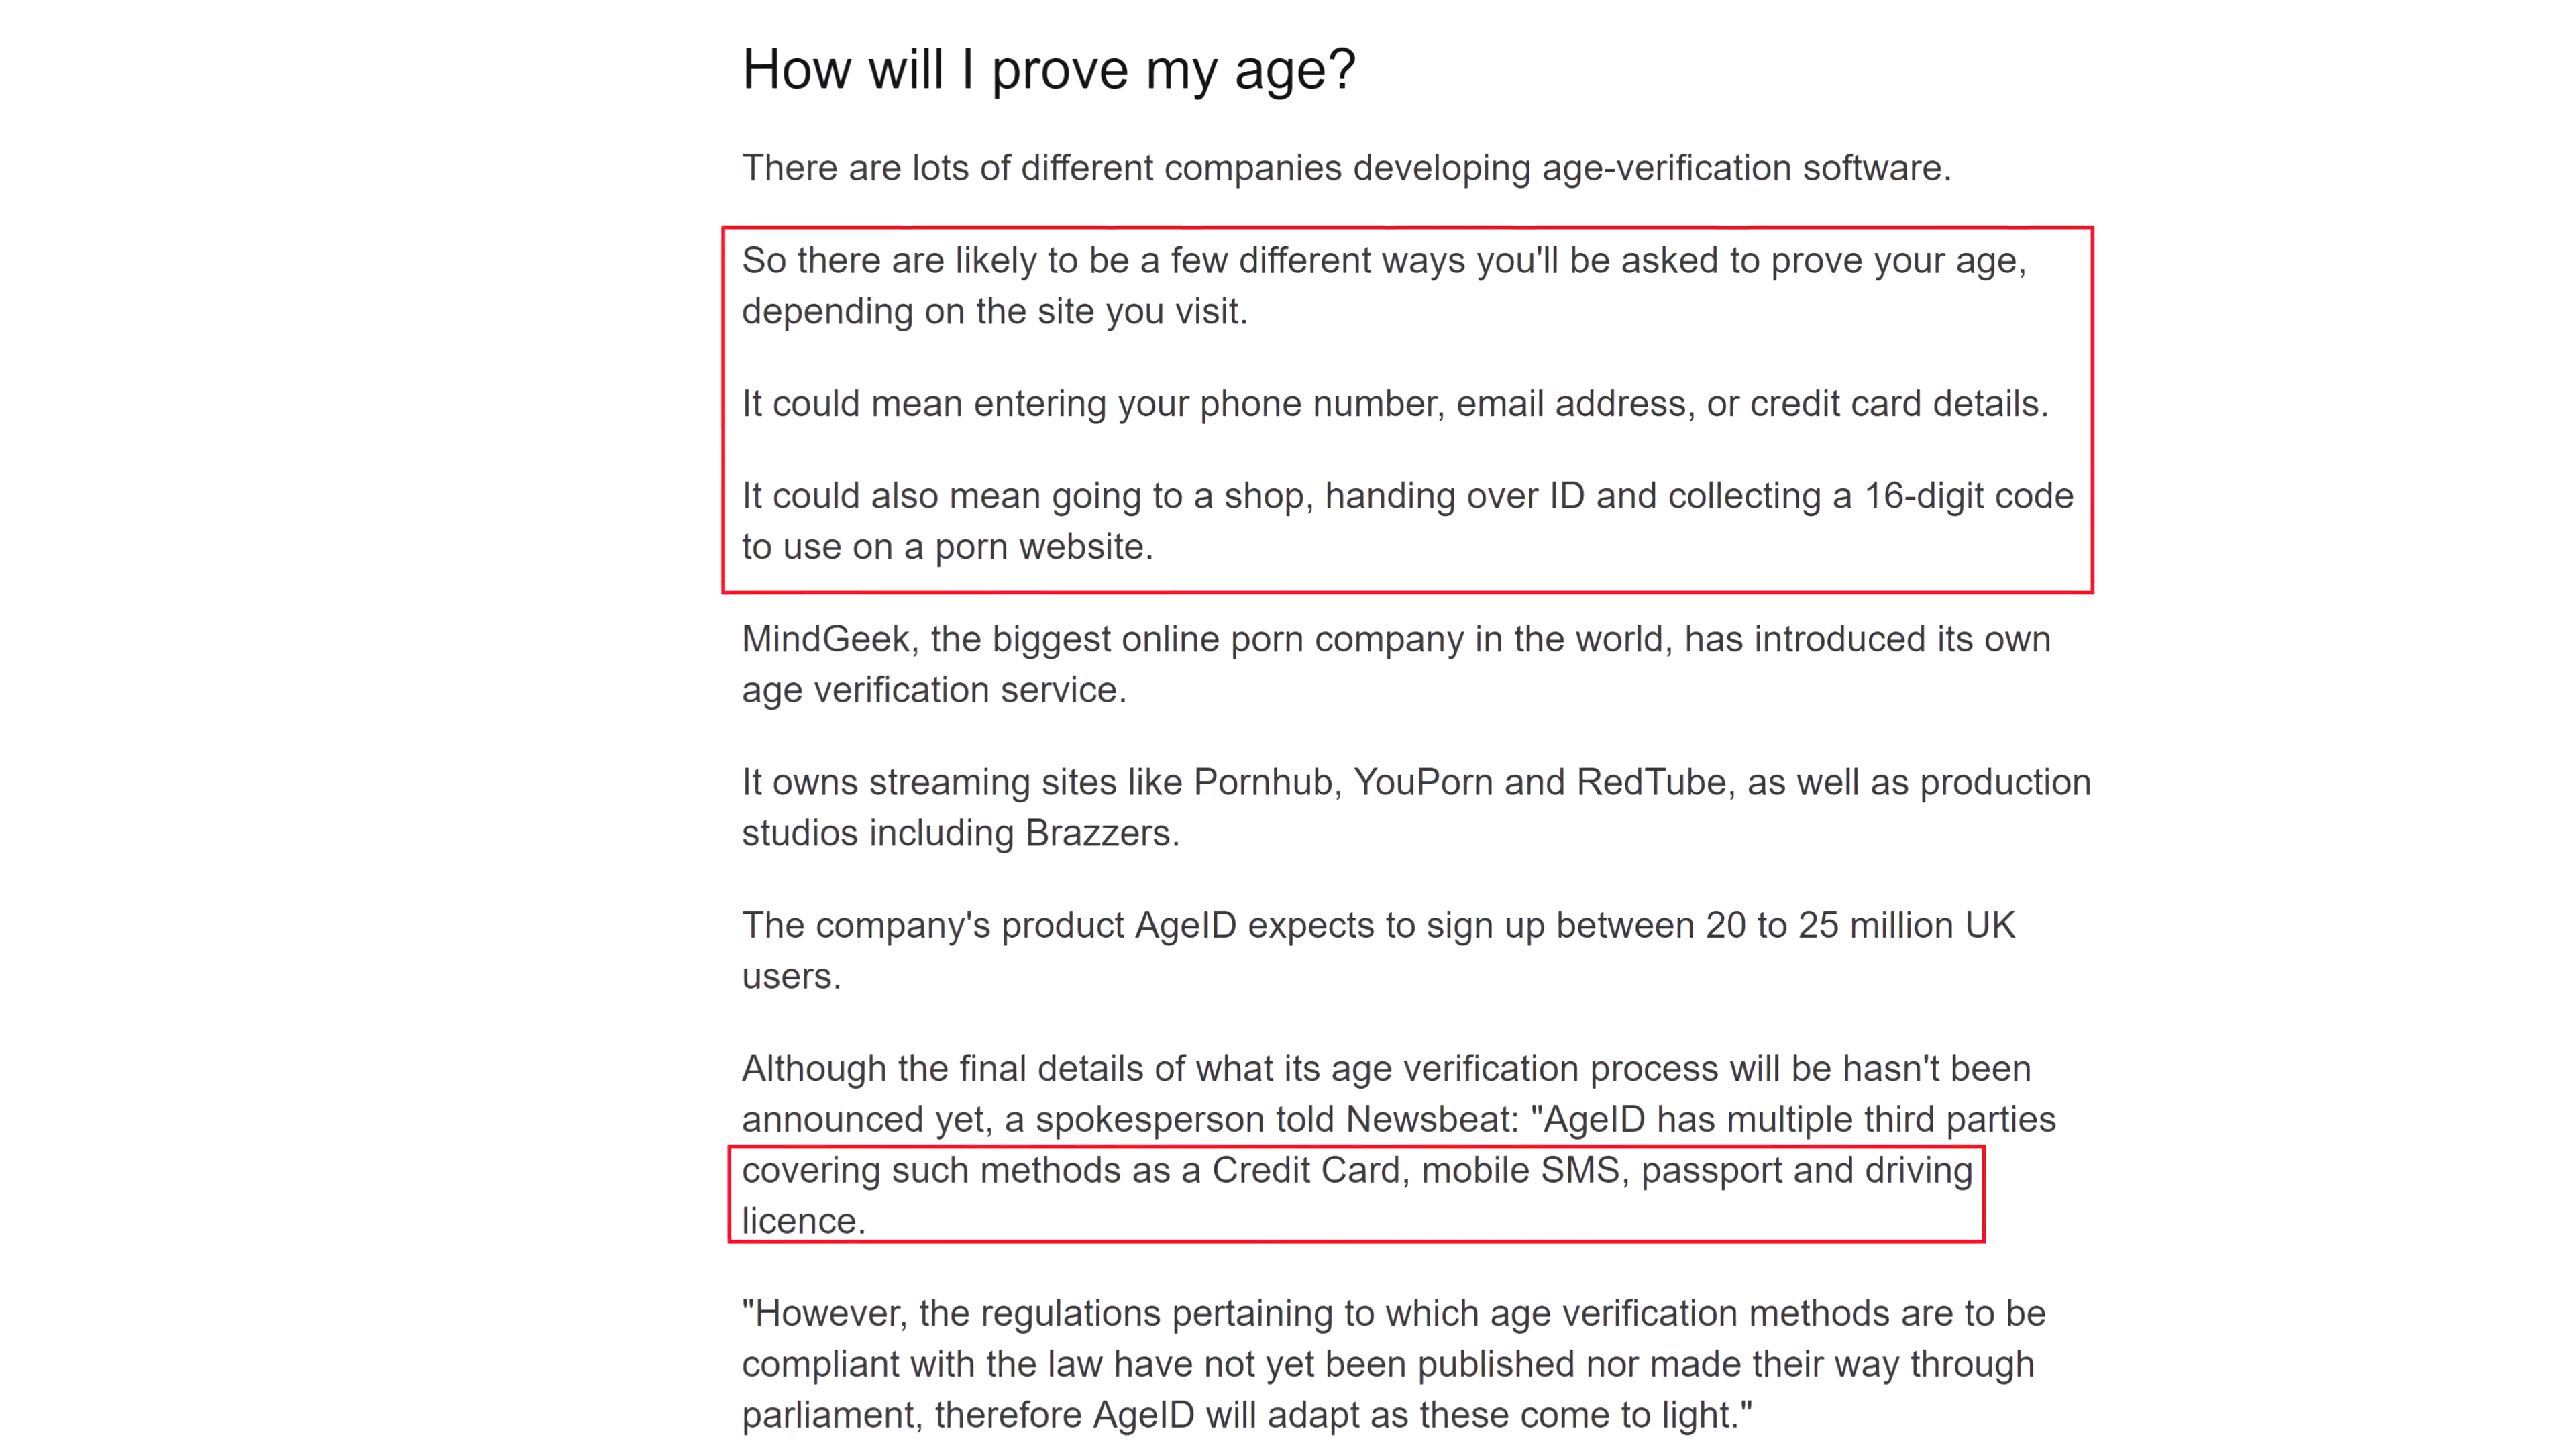 How will I prove my age?
There are lots of different companies developing age-verification software.
So there are likely to be a few different ways you'll be asked to prove your age,
depending on the site you visit.
It could mean entering your phone number, email address, or credit card details.
It could also mean going to a shop, handing over ID and collecting a 16-digit code
to use on a porn website.
MindGeek, the biggest online porn company in the world, has introduced its own
age verification service.
It owns streaming sites like Pornhub, YouPorn and RedTube, as well as production
studios including Brazzers.
The company's product AgeID expects to sign up between 20 to 25 million UK
users.
Although the final details of what its age verification process will be hasn't been
announced yet, a spokesperson told Newsbeat: "AgeID has multiple third parties
covering such methods as a Credit Card, mobile SMS, passport and driving
licence.
"However, the regulations pertaining to which age verification methods are to be
compliant with the law have not yet been published nor made their way through
parliament, therefore AgeID will adapt as these come to light."